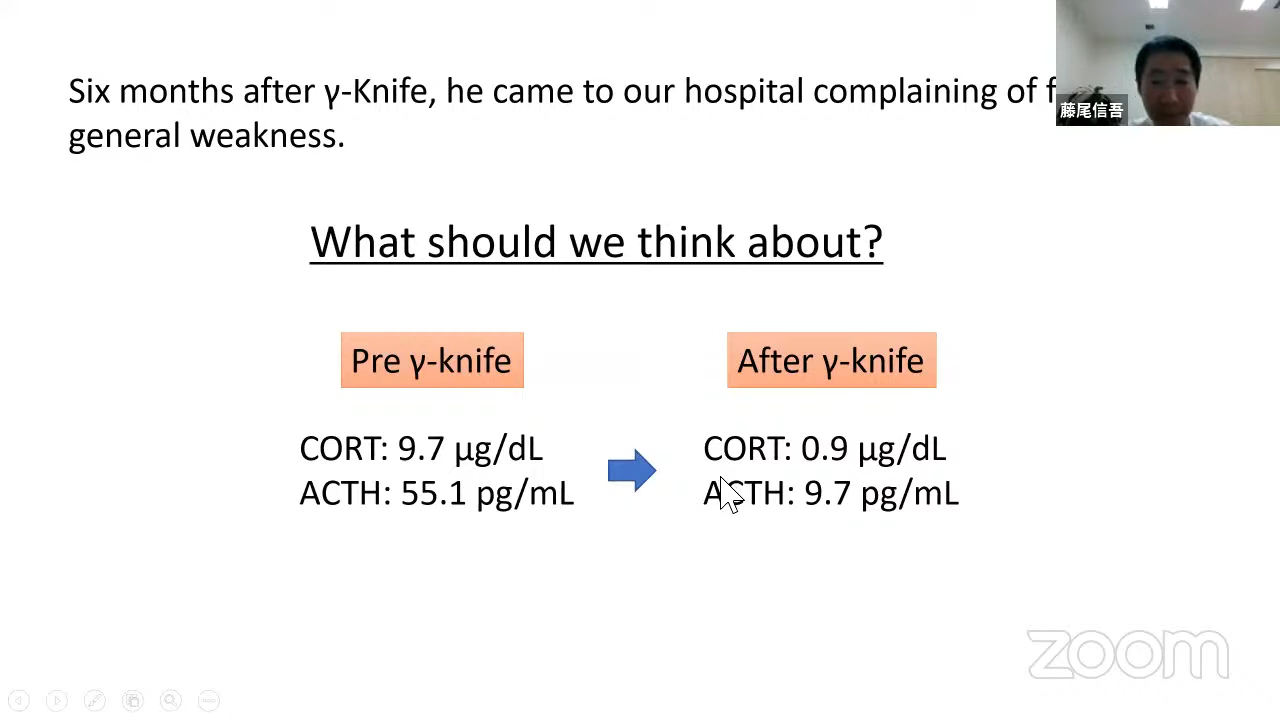 Six months after γ-Knife, he came to our hospital complaining of
general weakness.
藤尾信吾
What should we think about?
Pre γ-knife
After γ-knife
CORT: 9.7 µg/dL
ACTH: 55.1 pg/mL
CORT: 0.9 µg/dL
ACTH: 9.7 pg/mL
zoom